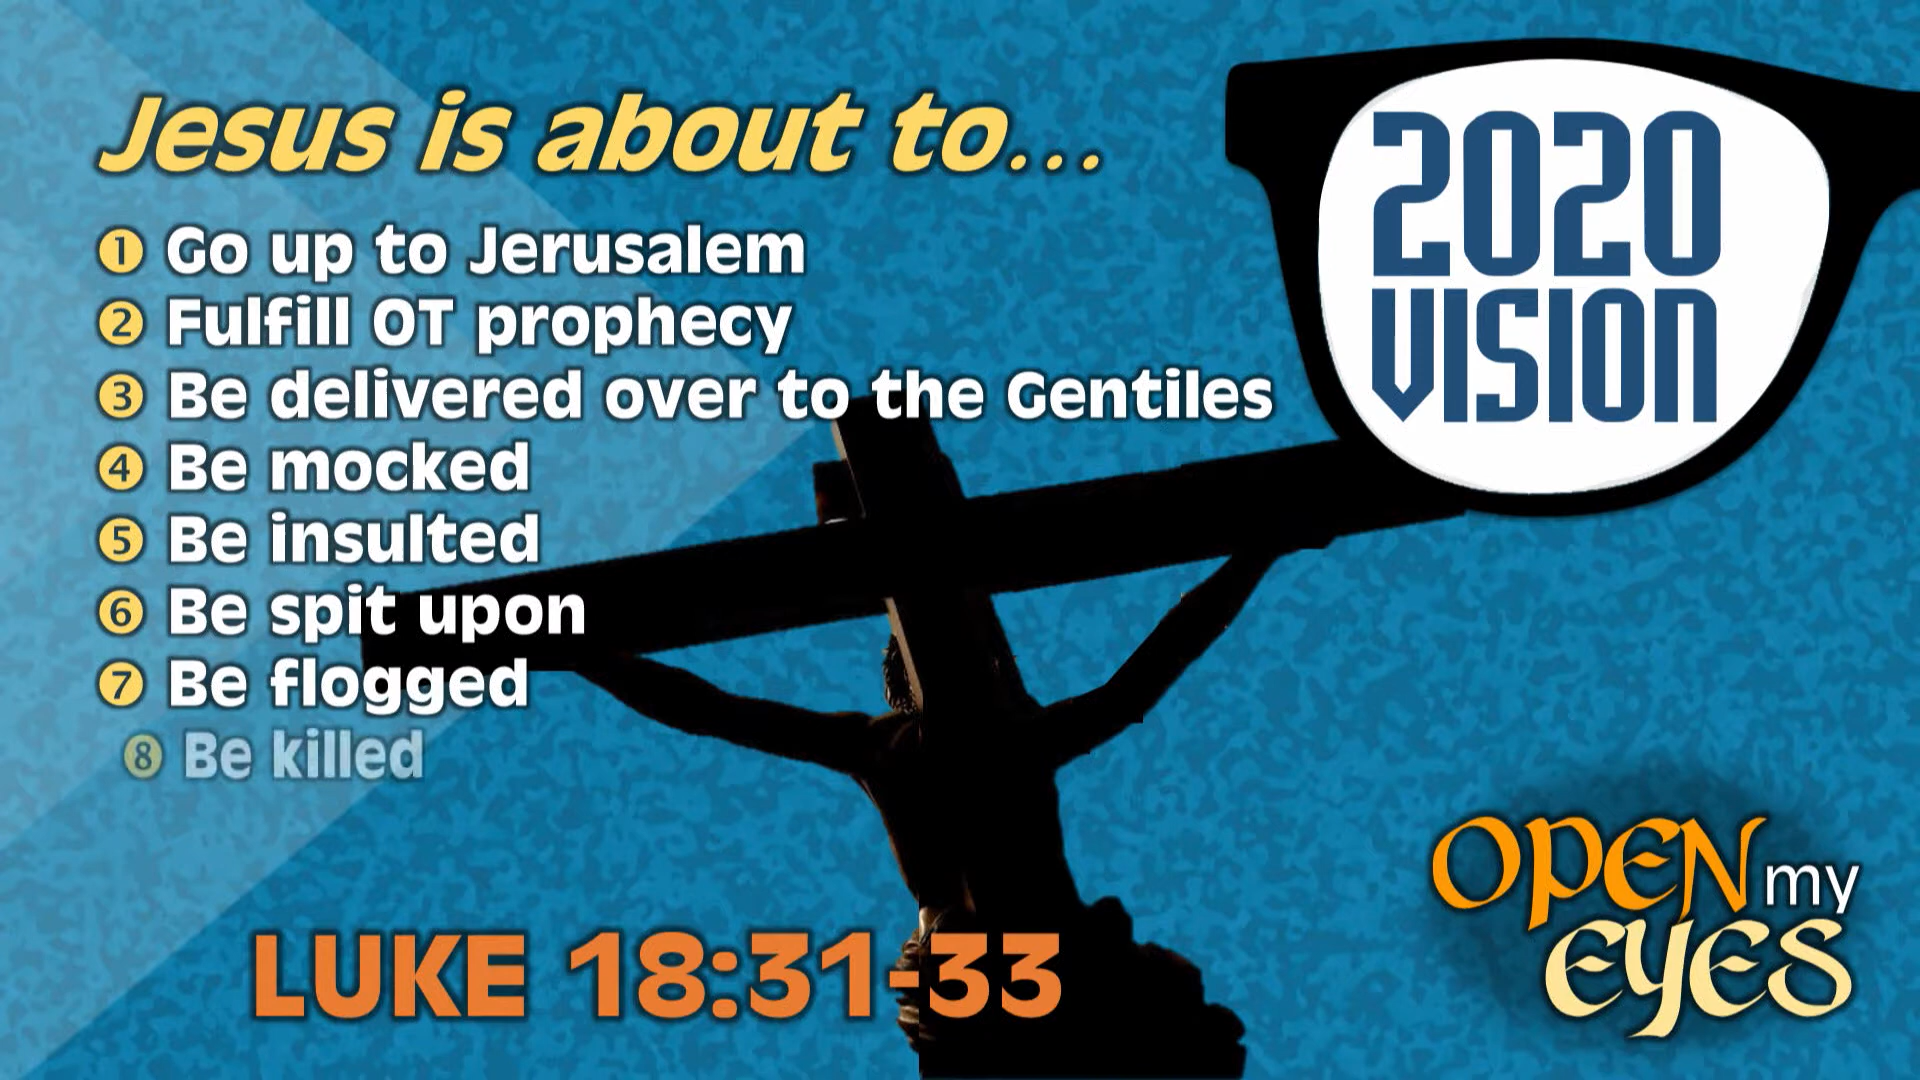 Jesus is about to...
1 Go up to Jerusalem
2 Fulfill OT prophecy
3 Be delivered over to the Gentiles
4 Be mocked
5 Be insulted
6 Be spit upon
7 Be flogged
8 Be killed
LUKE 18:31-33
2020
VISION
OPEN my
EYES